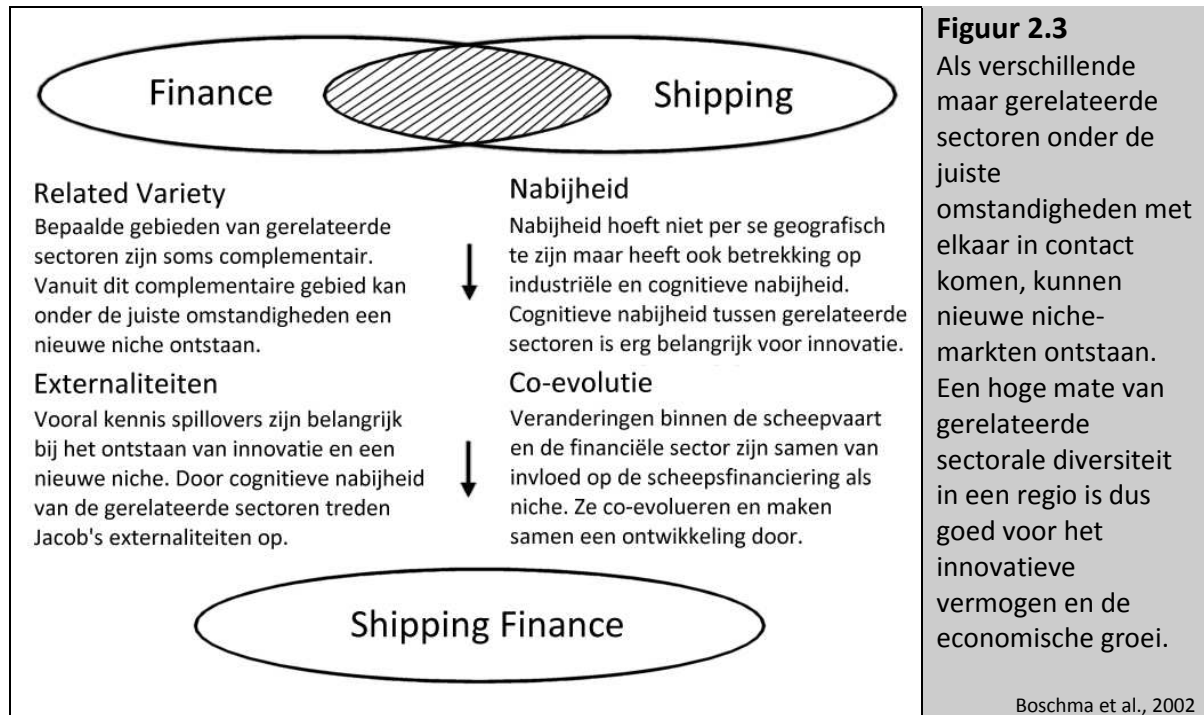 Finance
Shipping
Related Variety
Bepaalde gebieden van gerelateerde
sectoren zijn soms complementair.
Vanuit dit complementaire gebied kan
onder de juiste omstandigheden een
nieuwe niche ontstaan.
Nabijheid
Nabijheid hoeft niet per se geografisch
te zijn maar heeft ook betrekking op
industriële en cognitieve nabijheid.
Cognitieve nabijheid tussen gerelateerde
sectoren is erg belangrijk voor innovatie.
Externaliteiten
Vooral kennis spillovers zijn belangrijk
bij het ontstaan van innovatie en een
nieuwe niche. Door cognitieve nabijheid
van de gerelateerde sectoren treden
Jacob's externaliteiten op.
Co-evolutie
Veranderingen binnen de scheepvaart
en de financiële sector zijn samen van
invloed op de scheepsfinanciering als
niche. Ze co-evolueren en maken
samen een ontwikkeling door.
Shipping Finance
Figuur 2.3
Als verschillende
maar gerelateerde
sectoren onder de
juiste
omstandigheden met
elkaar in contact
komen, kunnen
nieuwe niche-
markten ontstaan.
Een hoge mate van
gerelateerde
sectorale diversiteit
in een regio is dus
goed voor het
innovatieve
vermogen en de
economische groei.
Boschma et al., 2002